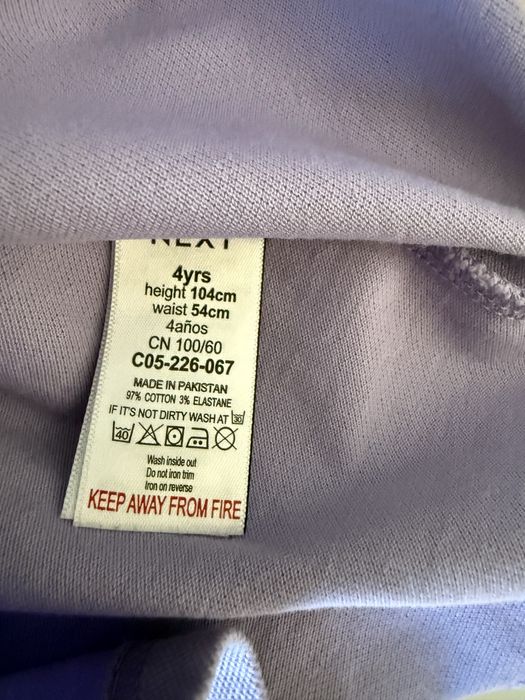 NEXT
4yrs
height 104cm
waist 54cm
4años
CN 100/60
C05-226-067
MADE IN PAKISTAN
97% COTTON 3% ELASTANE
IF IT'S NOT DIRTY WASH AT 30
40
Wash inside out
Do not iron trim
Iron on reverse
KEEP AWAY FROM FIRE